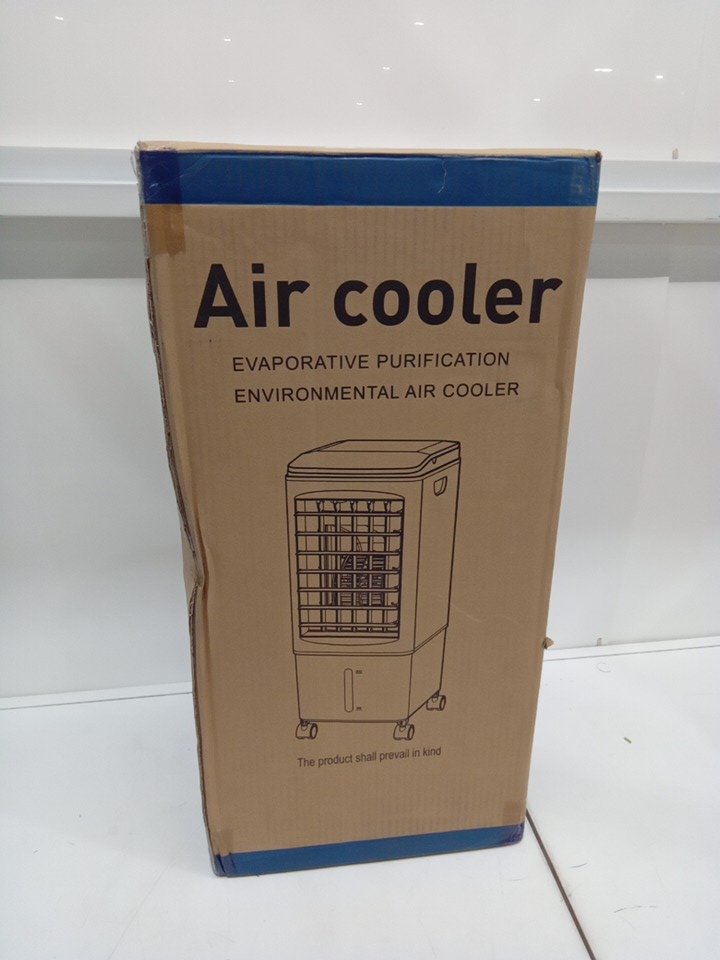 Air cooler
EVAPORATIVE PURIFICATION
ENVIRONMENTAL AIR COOLER
The product shall prevail in kind